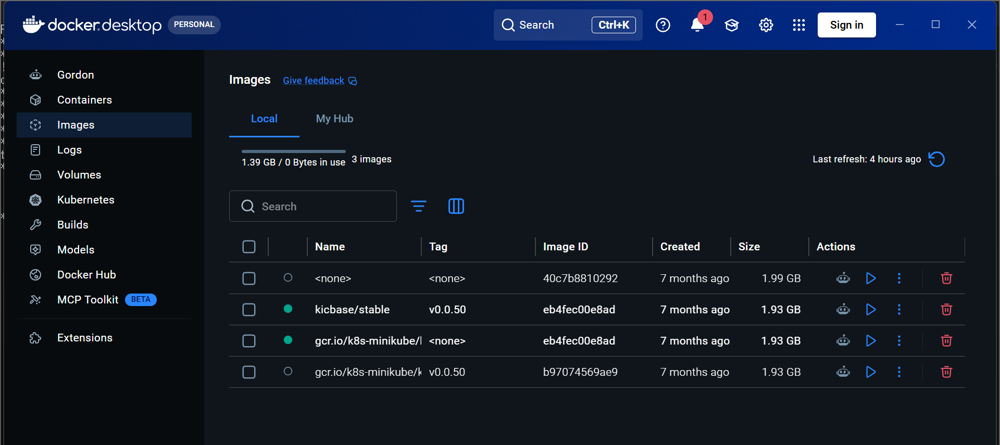 docker desktop PERSONAL Search Ctrl+K 1 Sign in
Gordon
Containers
Images
Logs
Volumes
Kubernetes
Builds
Models
Docker Hub
MCP Toolkit BETA
Extensions
Images Give feedback
Local My Hub
1.39 GB / 0 Bytes in use 3 images Last refresh: 4 hours ago
Search
Name Tag Image ID Created Size Actions
<none> <none> 40c7b8810292 7 months ago 1.99 GB
kicbase/stable v0.0.50 eb4fec00e8ad 7 months ago 1.93 GB
gcr.io/k8s-minikube/ <none> eb4fec00e8ad 7 months ago 1.93 GB
gcr.io/k8s-minikube/k v0.0.50 b97074569ae9 7 months ago 1.93 GB